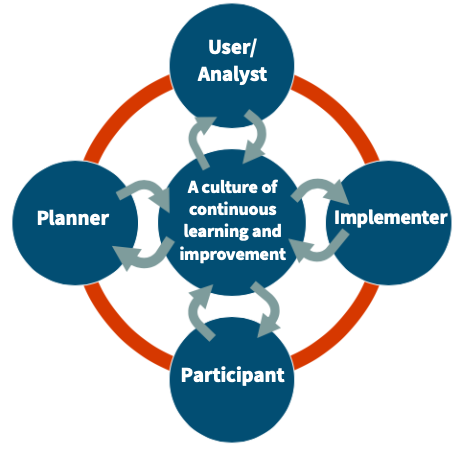 User/
Analyst
Planner
A culture of
continuous
learning and
improvement
Implementer
Participant